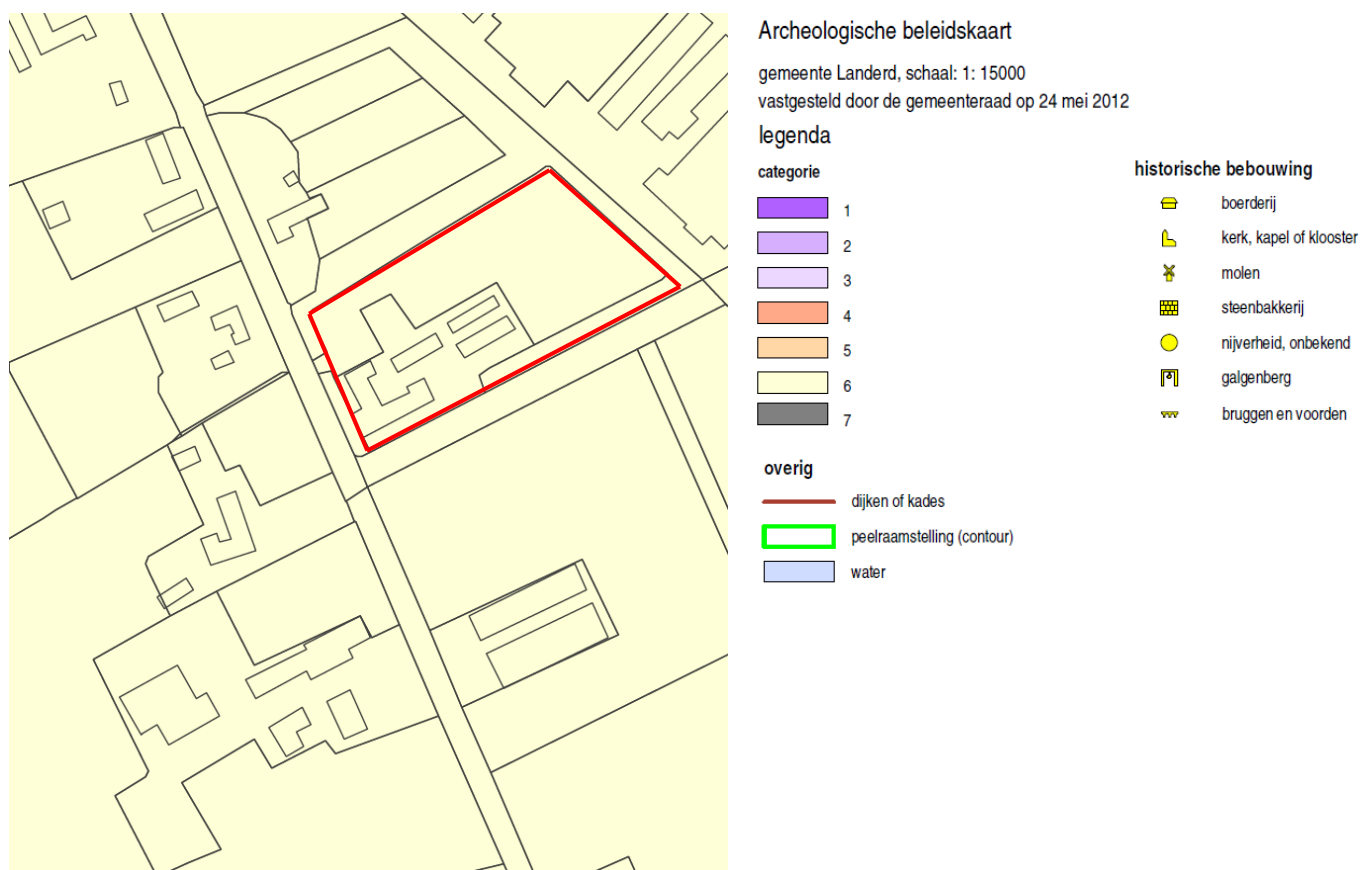 Archeologische beleidskaart
gemeente Landerd, schaal: 1: 15000
vastgesteld door de gemeenteraad op 24 mei 2012
legenda
categorie
1
2
3
4
5
6
7
historische bebouwing
boerderij
kerk, kapel of klooster
molen
steenbakkerij
nijverheid, onbekend
galgenberg
bruggen en voorden
overig
dijken of kades
peelraamstelling (contour)
water